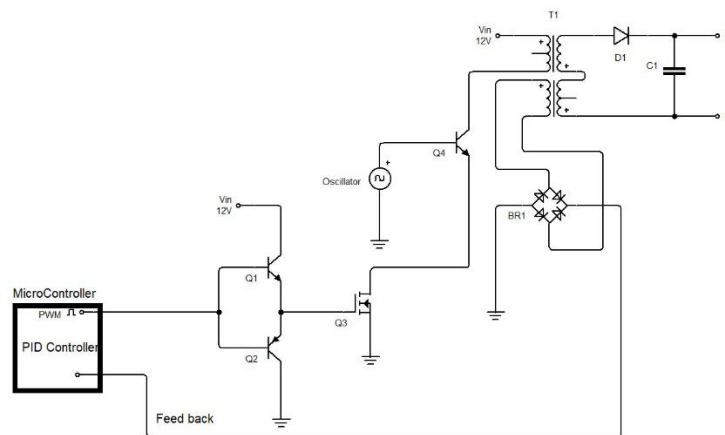 T1
Vin
12V
D1
C1
Q4
Oscillator
Vin
12V
BR1
Q1
MicroController
PWM
Q3
PID Controller
Q2
Feed back